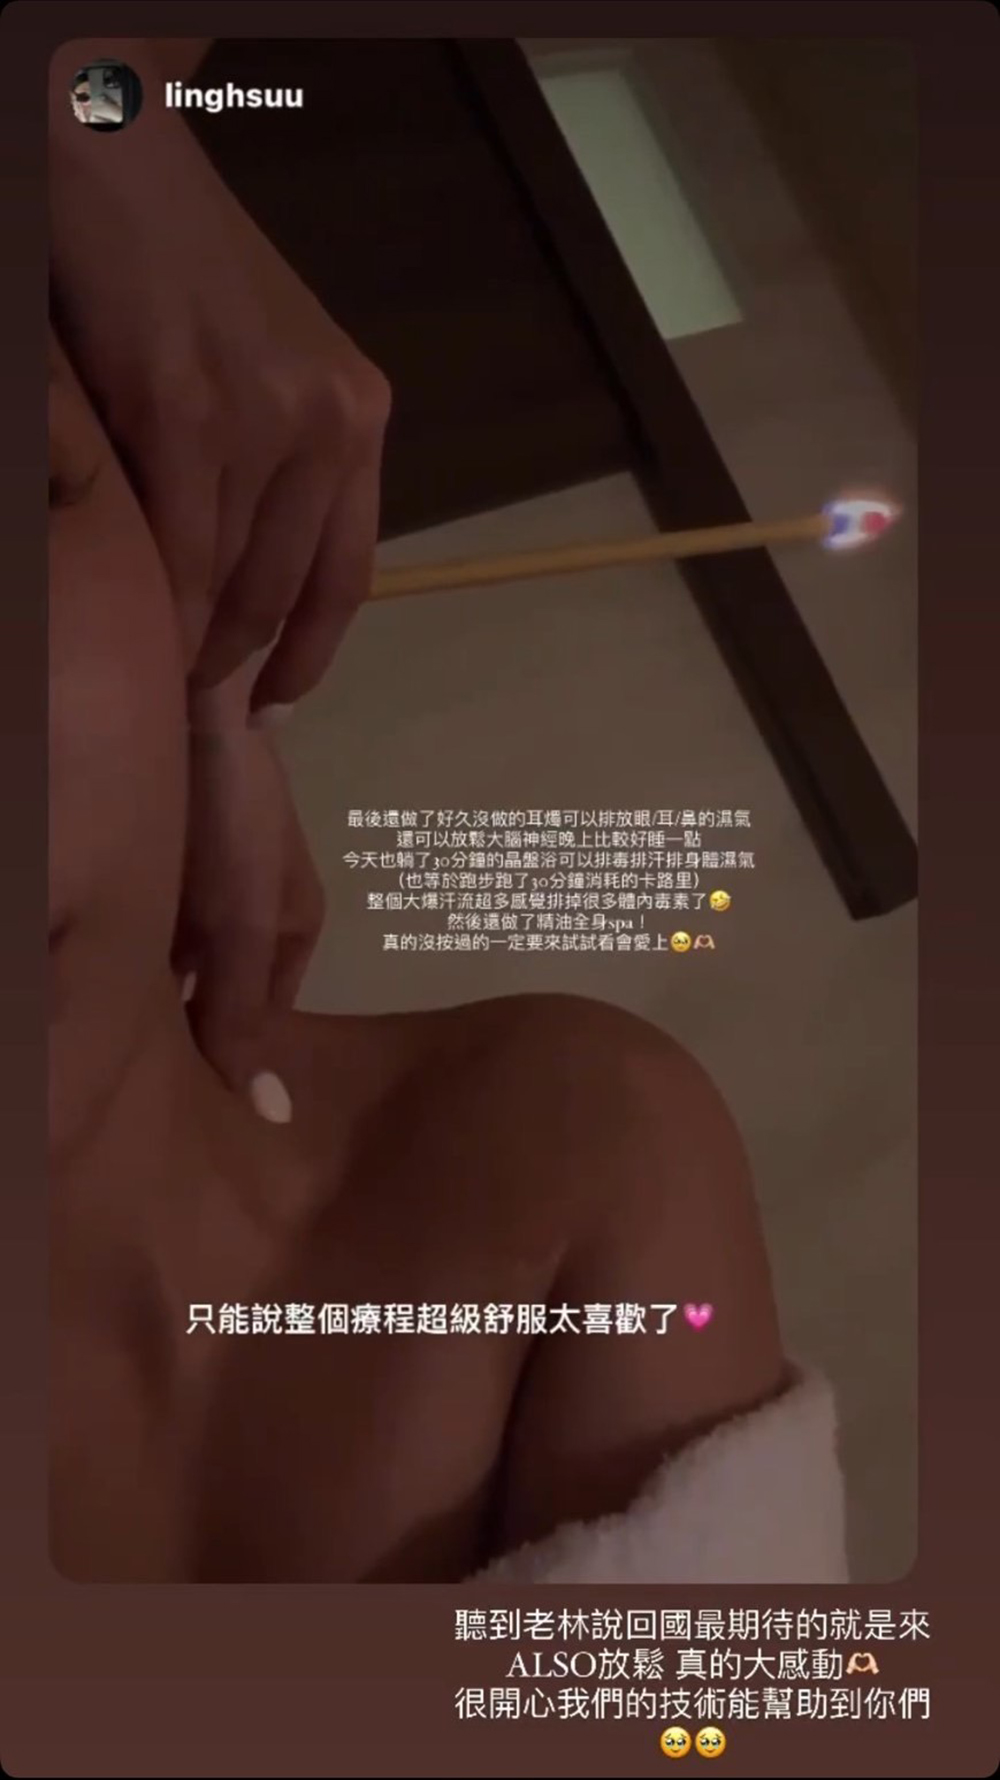 linghsuu
最後還做了好久沒做的耳燭可以排放眼/耳/鼻的濕氣
還可以放鬆大腦神經晚上比較好睡一點
今天也躺了30分鐘的晶盤浴可以排毒排汗排身體濕氣
(也等於跑步跑了30分鐘消耗的卡路里)
整個大爆汗流超多感覺排掉很多體內毒素了🤣
然後還做了精油全身spa！
真的沒按過的一定要來試試看會愛上🥹🫶🏻
只能說整個療程超級舒服太喜歡了💗
聽到老林說回國最期待的就是來
ALSO放鬆 真的大感動🫶🏻
很開心我們的技術能幫助到你們
🥹🥹